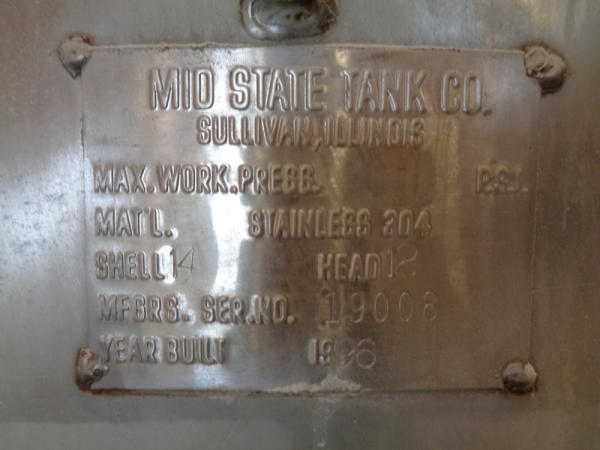 MID STATE TANK CO.
SULLIVAN, ILLINOIS
MAX. WORK. PRESS. P.S.I.
MAT'L. STAINLESS 304
SHELL 14 HEAD 12
MFGRS. SER. NO. 19008
YEAR BUILT